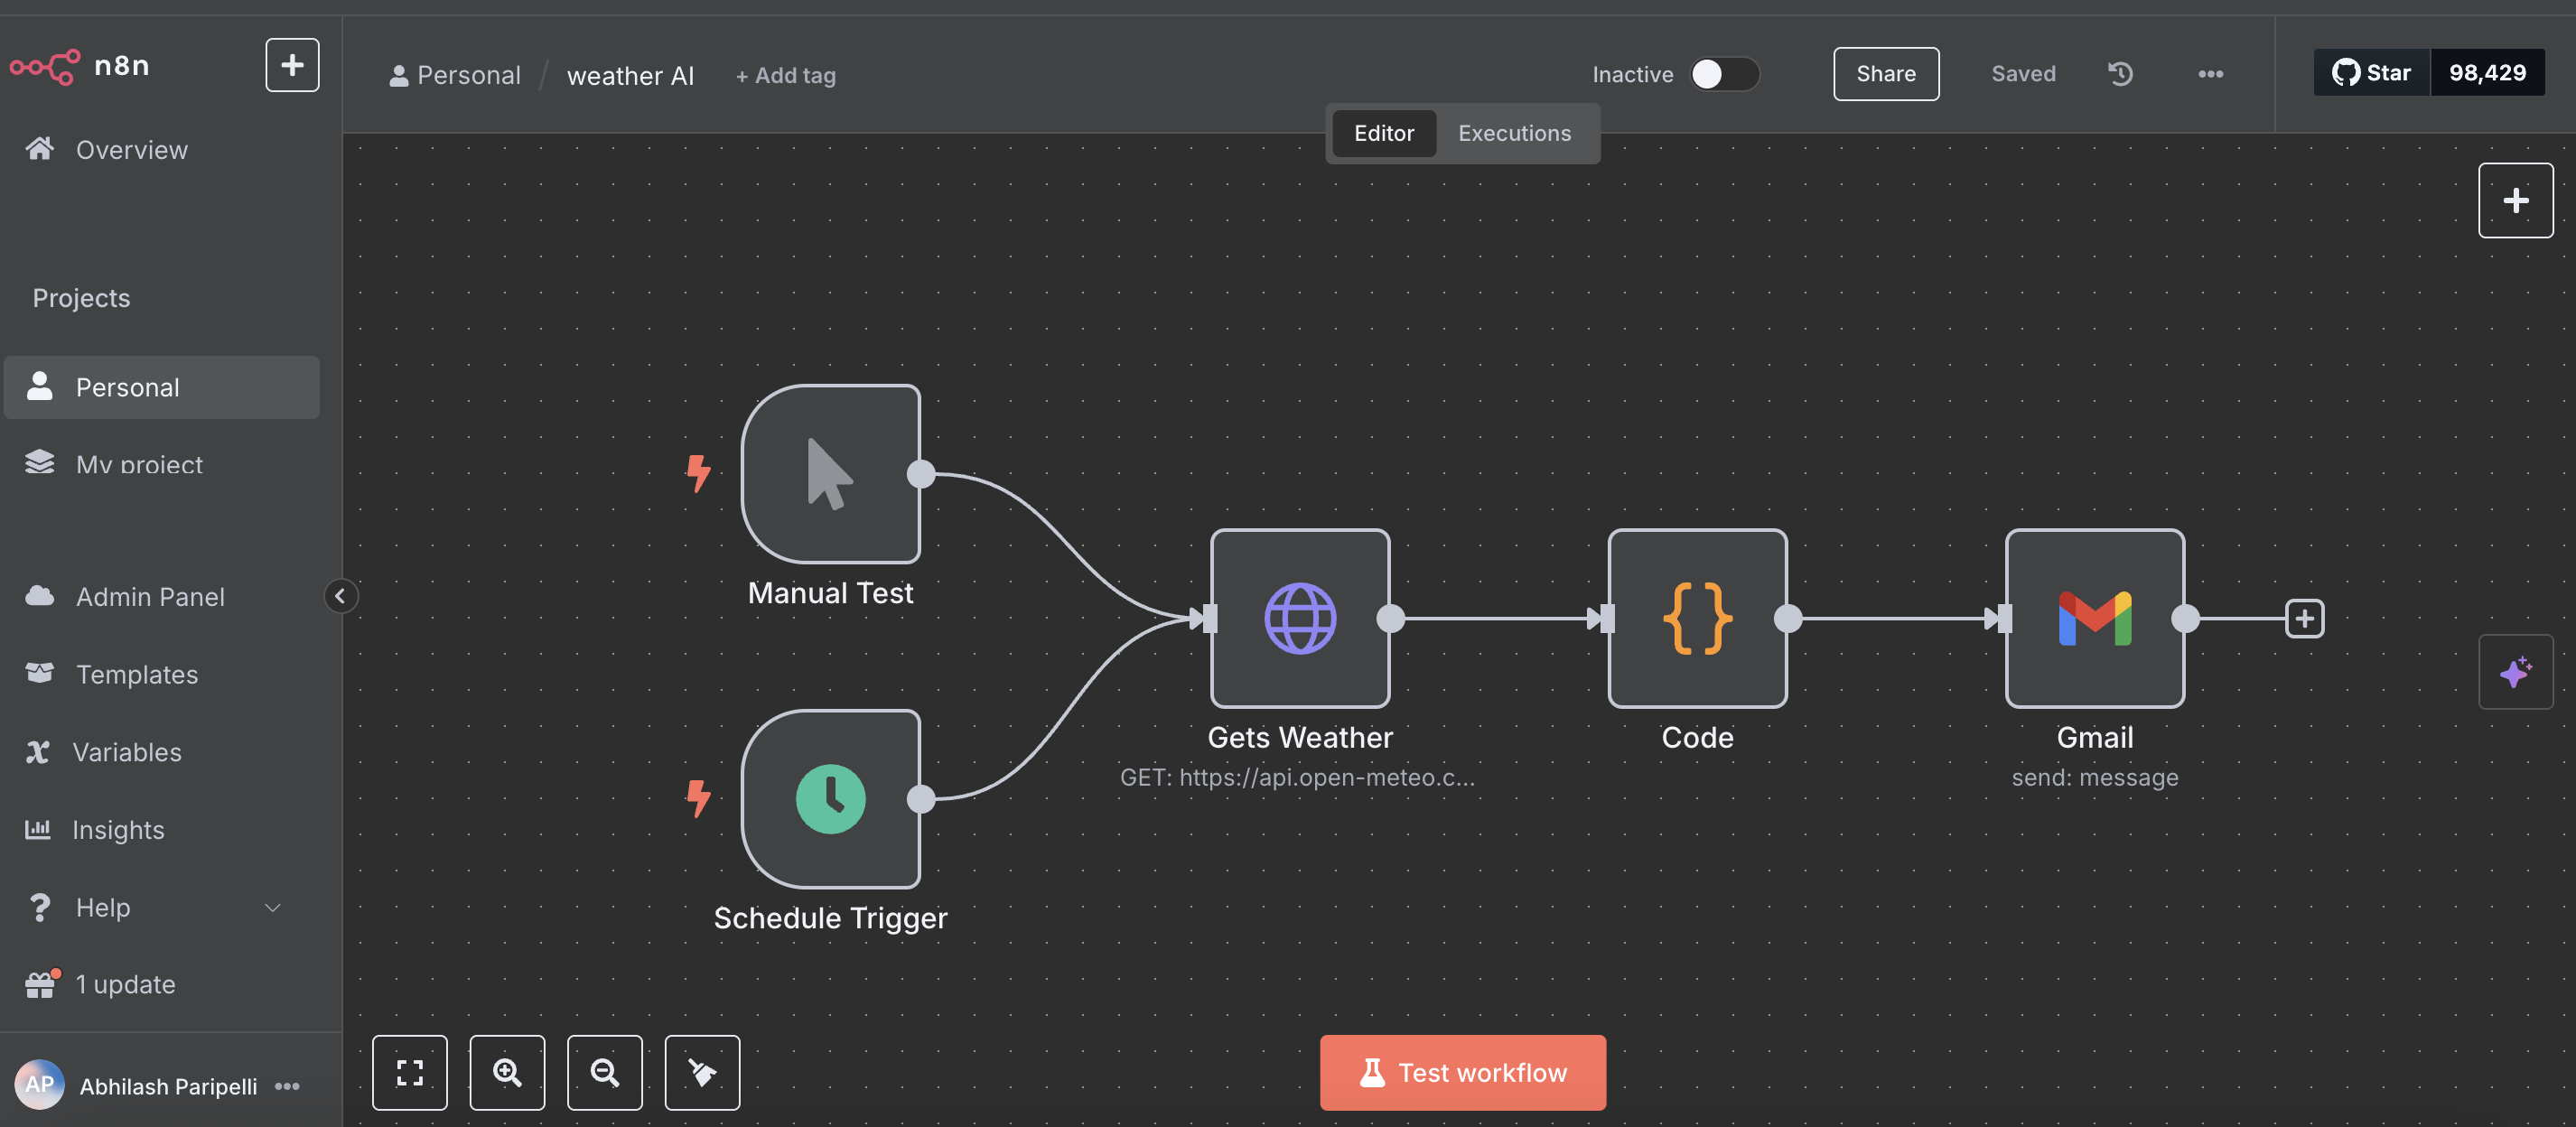 n8n
Personal / weather AI + Add tag
Inactive
Share
Saved
Star 98,429
Editor Executions
Overview
Projects
Personal
My project
Admin Panel
Templates
Variables
Insights
Help
1 update
AP Abhilash Paripelli
Manual Test
Schedule Trigger
Gets Weather
GET: https://api.open-meteo.c...
Code
Gmail
send: message
Test workflow